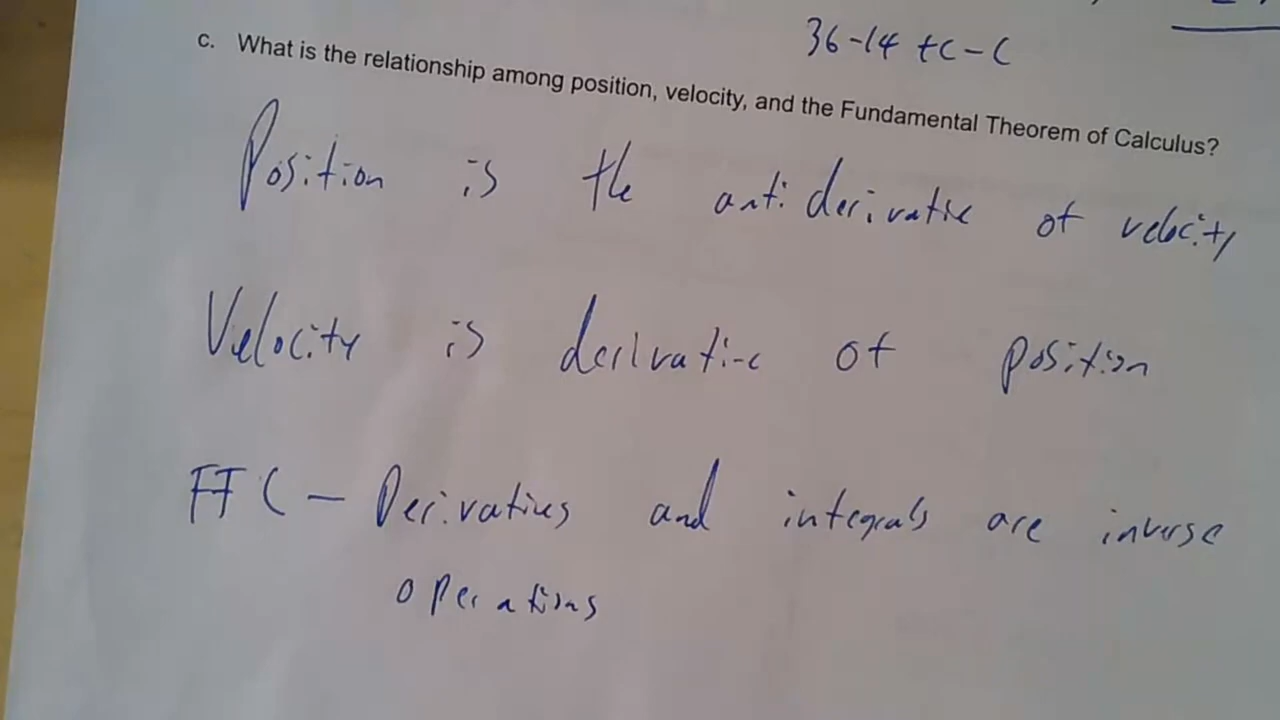 36-14 +C-C
c. What is the relationship among position, velocity, and the Fundamental Theorem of Calculus?
Position is the antiderivative of velocity
Velocity is derivative of position
FTC - Derivatives and integrals are inverse
operations